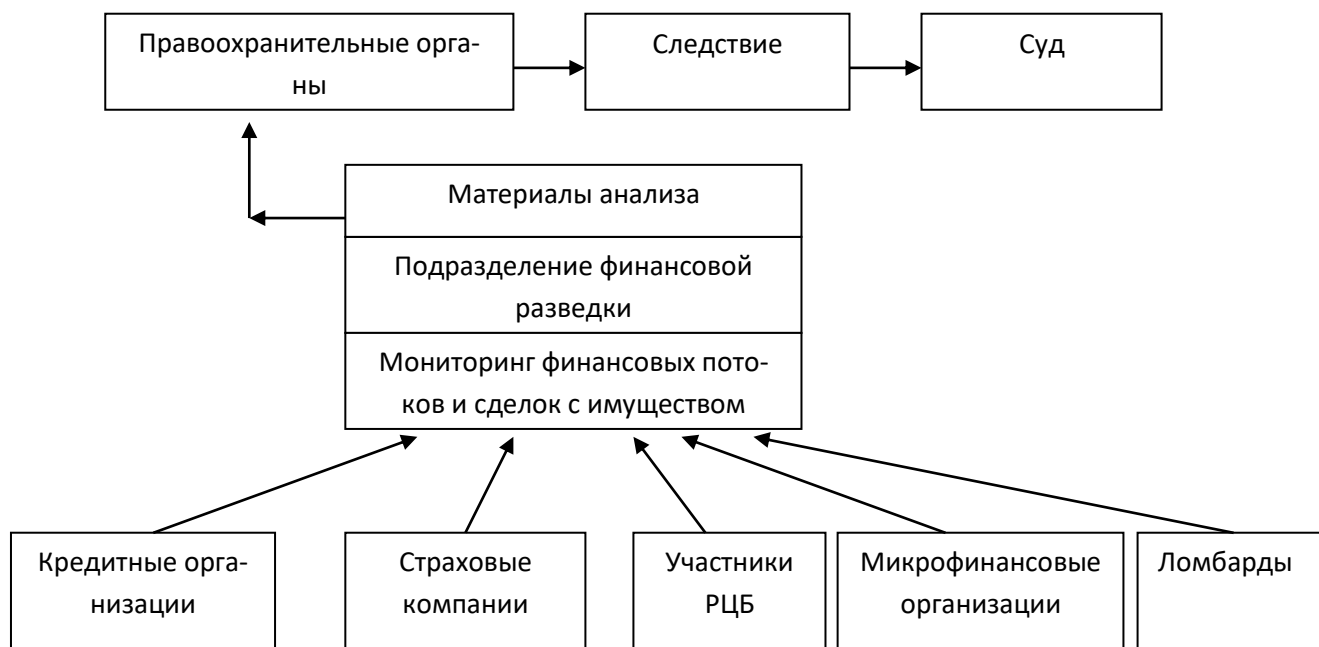 Правоохранительные орга-
ны
Следствие
Суд
Материалы анализа
Подразделение финансовой
разведки
Мониторинг финансовых пото-
ков и сделок с имуществом
Кредитные орга-
низации
Страховые
компании
Участники
РЦБ
Микрофинансовые
организации
Ломбарды